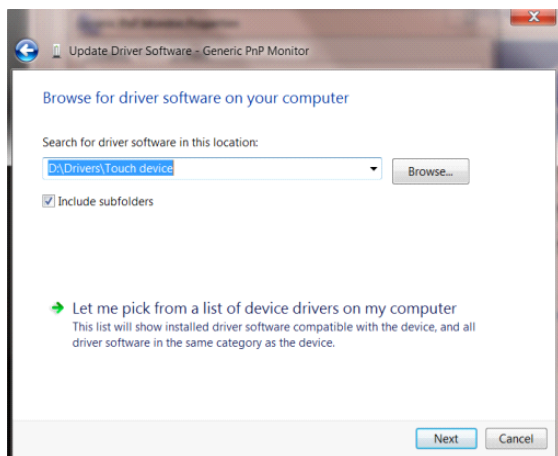 Update Driver Software - Generic PnP Monitor
Browse for driver software on your computer
Search for driver software in this location:
D:\Drivers\Touch device
Browse...
Include subfolders
Let me pick from a list of device drivers on my computer
This list will show installed driver software compatible with the device, and all
driver software in the same category as the device.
Next
Cancel